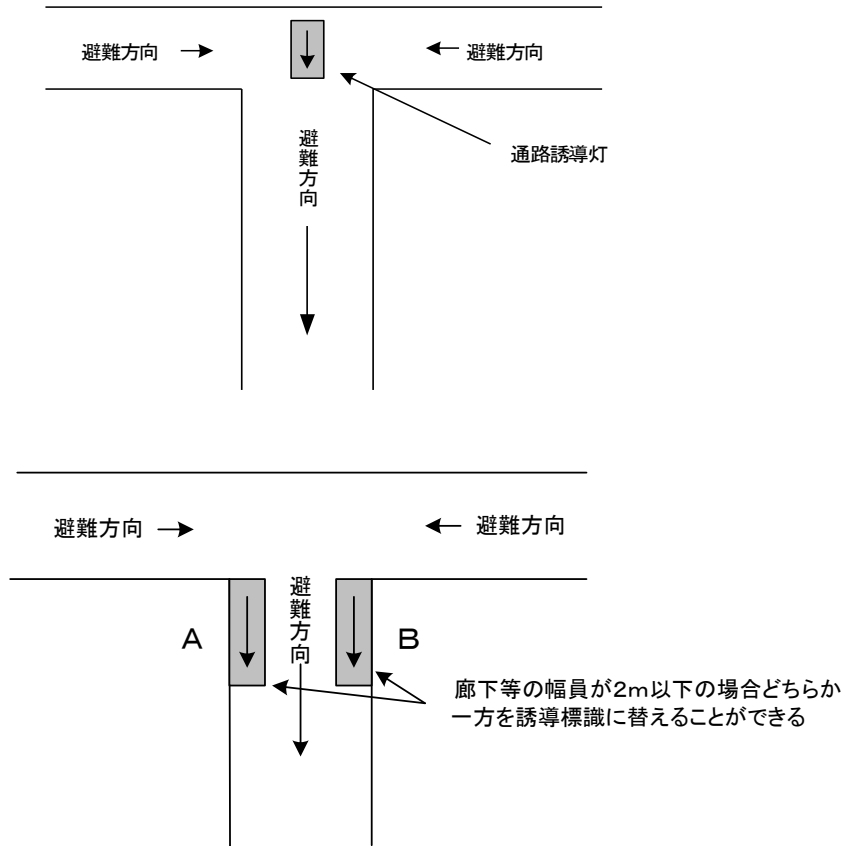 避難方向
避難方向
通路誘導灯
避難方向
避難方向
避難方向
避難方向
A
B
廊下等の幅員が2m以下の場合どちらか
一方を誘導標識に替えることができる